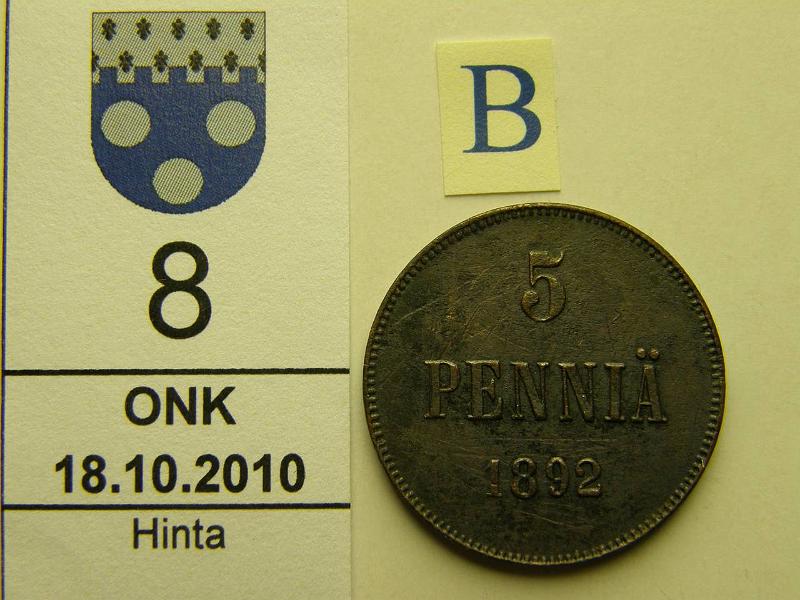 8
ONK
18.10.2010
Hinta
B
5
PENNIÄ
1892